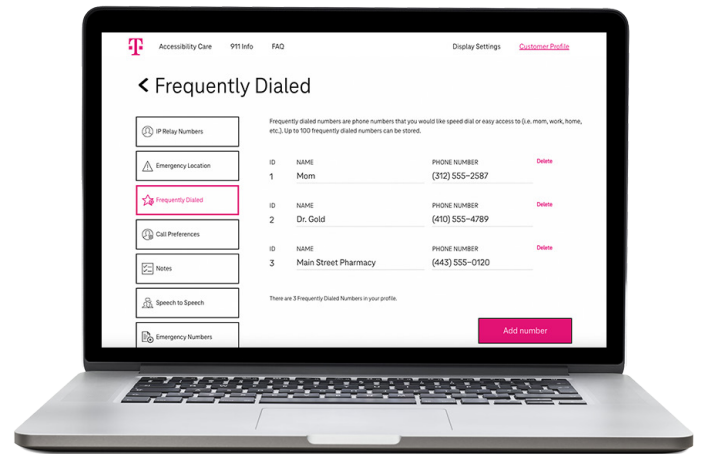 T Accessibility Care 911 Info FAQ Display Settings Customer Profile
Frequently Dialed
IP Relay Numbers
Emergency Location
Frequently Dialed
Call Preferences
Notes
Speech to Speech
Emergency Numbers
Frequently dialed numbers are phone numbers that you would like speed dial or easy access to (i.e. mom, work, home,
etc.). Up to 100 frequently dialed numbers can be stored.
ID NAME PHONE NUMBER Delete
1 Mom (312) 555-2587
ID NAME PHONE NUMBER Delete
2 Dr. Gold (410) 555-4789
ID NAME PHONE NUMBER Delete
3 Main Street Pharmacy (443) 555-0120
There are 3 Frequently Dialed Numbers in your profile.
Add number